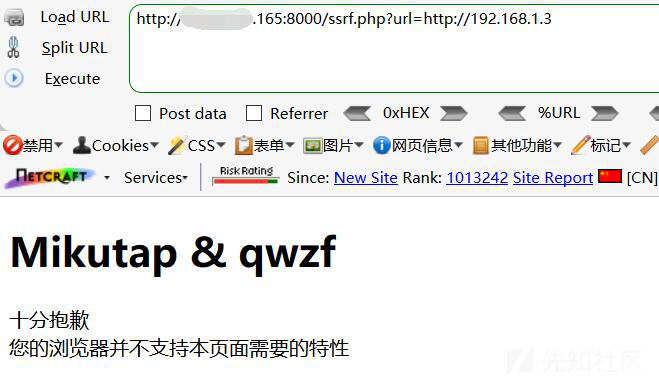 Load URL
http:// .165:8000/ssrf.php?url=http://192.168.1.3
Split URL
Execute
Post data Referrer 0xHEX %URL
禁用 Cookies CSS 表单 图片 网页信息 其他功能 标记
NETCRAFT Services Risk Rating Since: New Site Rank: 1013242 Site Report [CN]
Mikutap & qwzf
十分抱歉
您的浏览器并不支持本页面需要的特性
先知社区